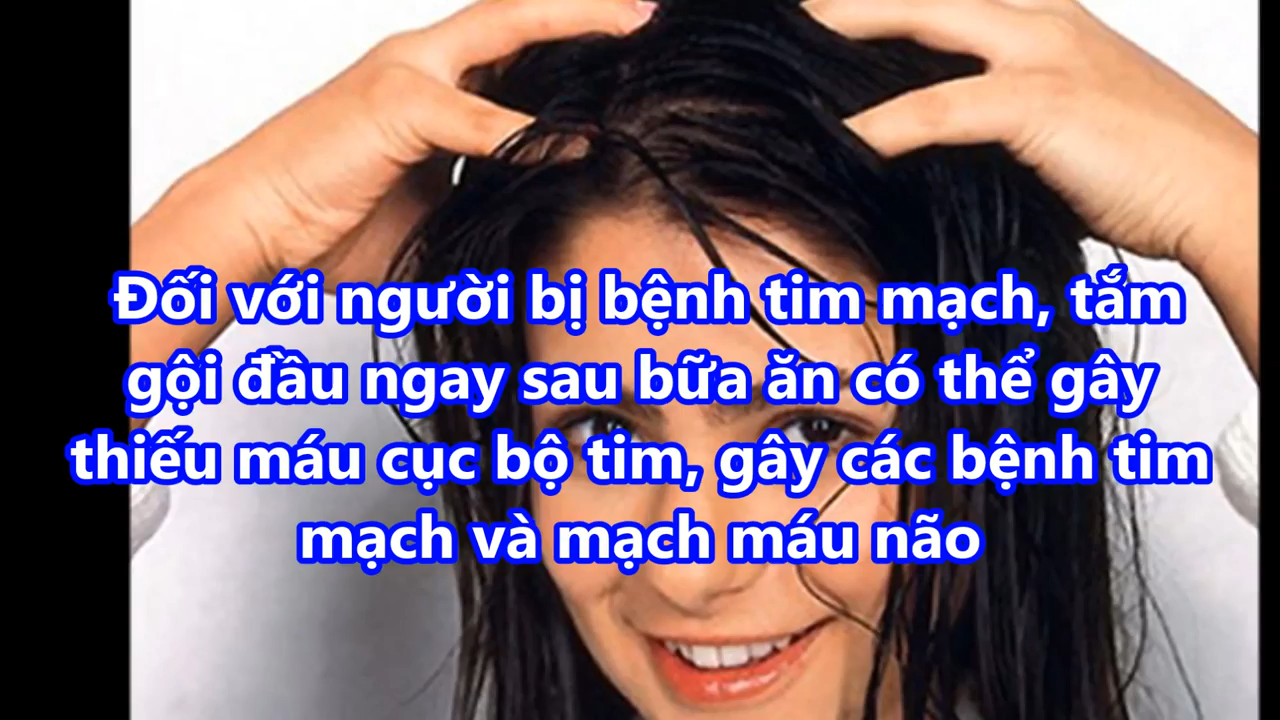 Đối với người bị bệnh tim mạch, tắm
gội đầu ngay sau bữa ăn có thể gây
thiếu máu cục bộ tim, gây các bệnh tim
mạch và mạch máu não